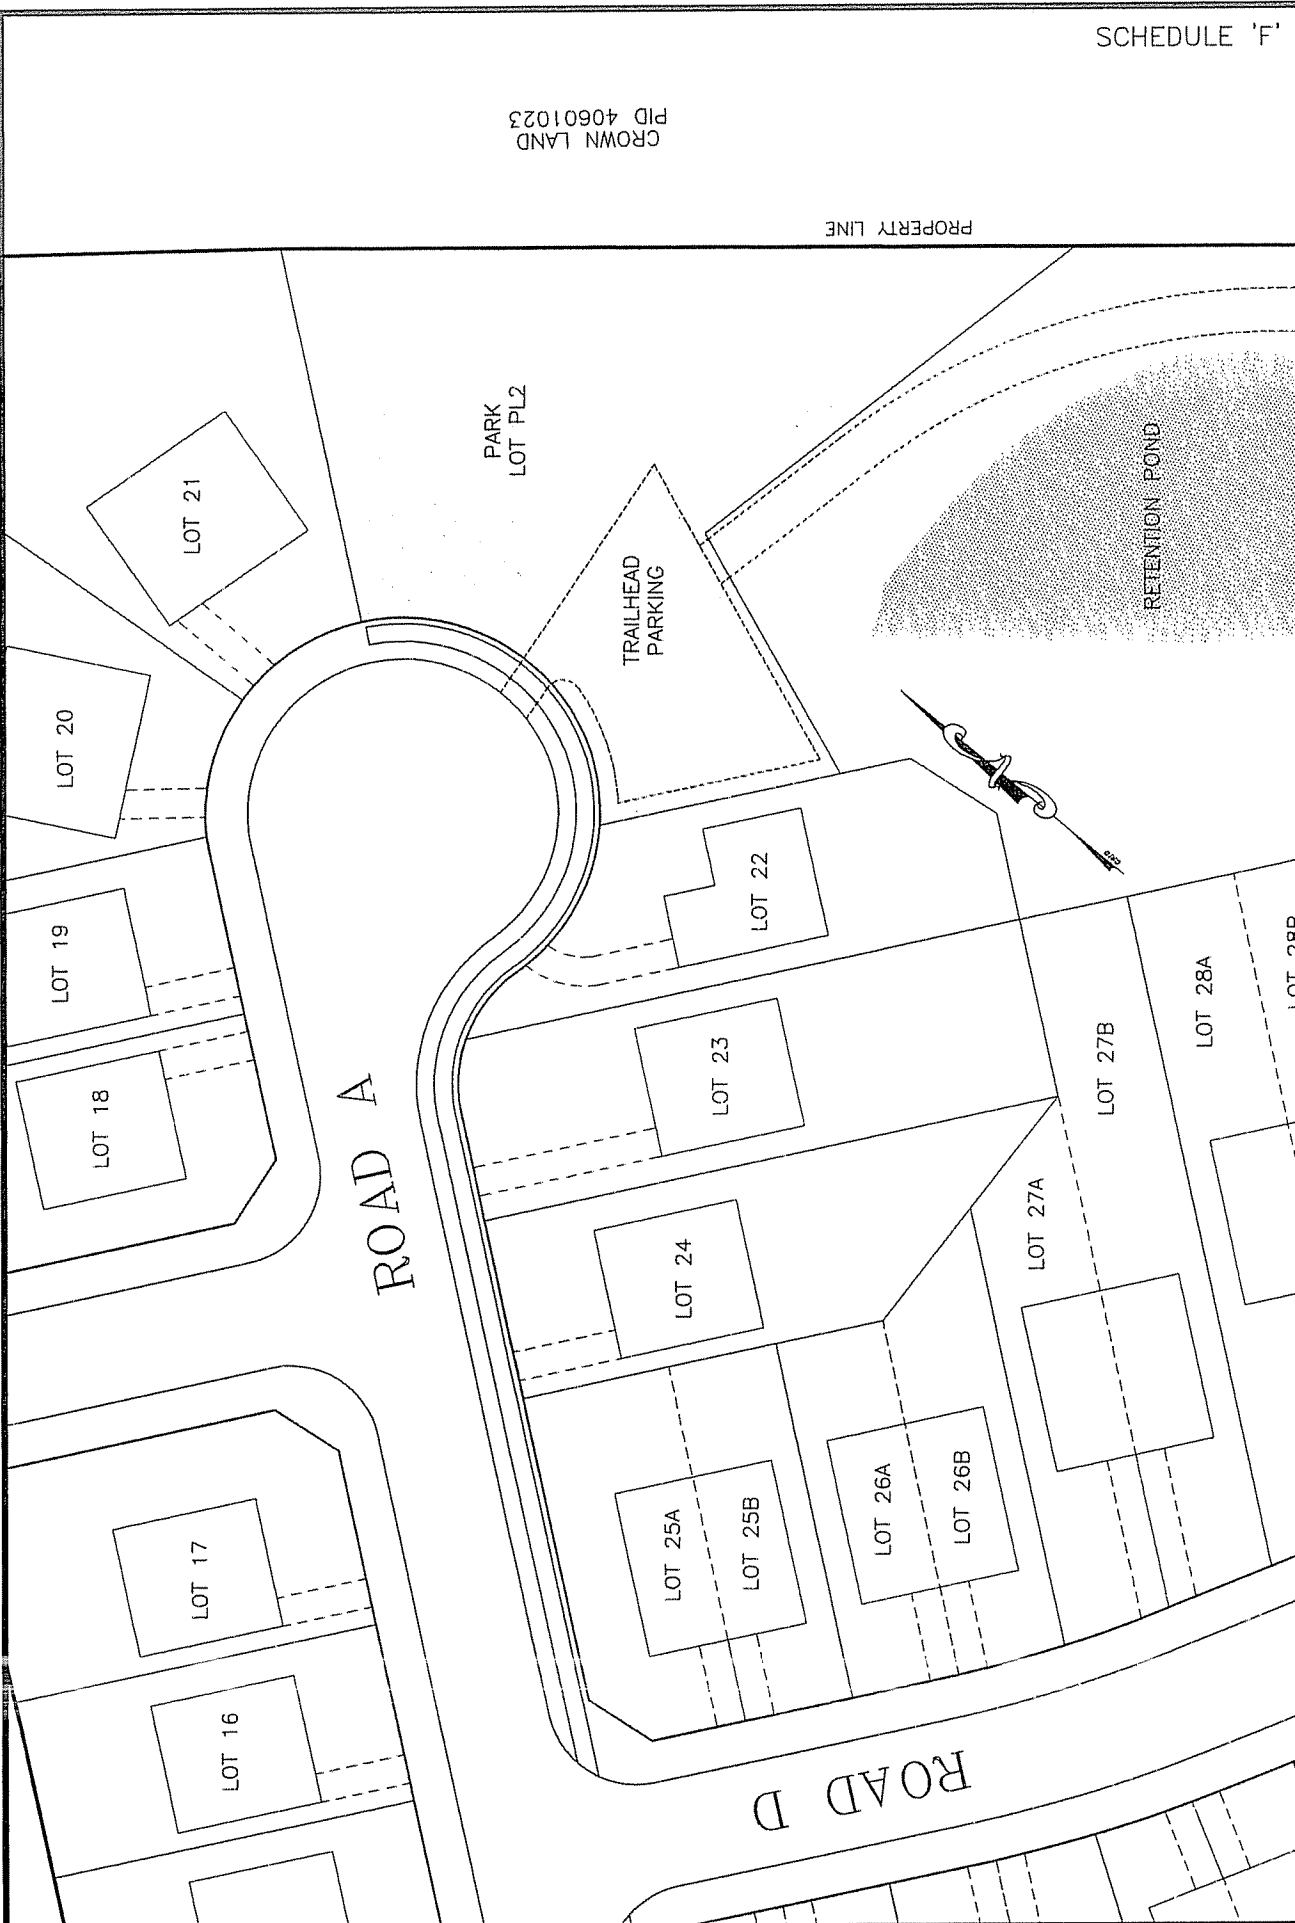 SCHEDULE 'F'
CROWN LAND
PID 40601023
PROPERTY LINE
PARK
LOT PL2
LOT 21
RETENTION POND
TRAILHEAD
PARKING
LOT 20
LOT 19
LOT 22
LOT 18
LOT 23
LOT 28A
LOT 28B
LOT 27B
ROAD A
LOT 24
LOT 27A
LOT 17
LOT 25A
LOT 25B
LOT 26A
LOT 26B
LOT 16
ROAD D